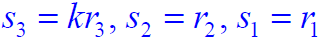 s₃ = kr₃, s₂ = r₂, s₁ = r₁